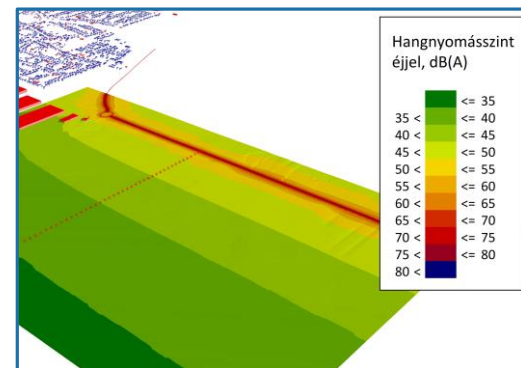 Hangnyomásszint
éjjel, dB(A)
<= 35
35 < <= 40
40 < <= 45
45 < <= 50
50 < <= 55
55 < <= 60
60 < <= 65
65 < <= 70
70 < <= 75
75 < <= 80
80 <